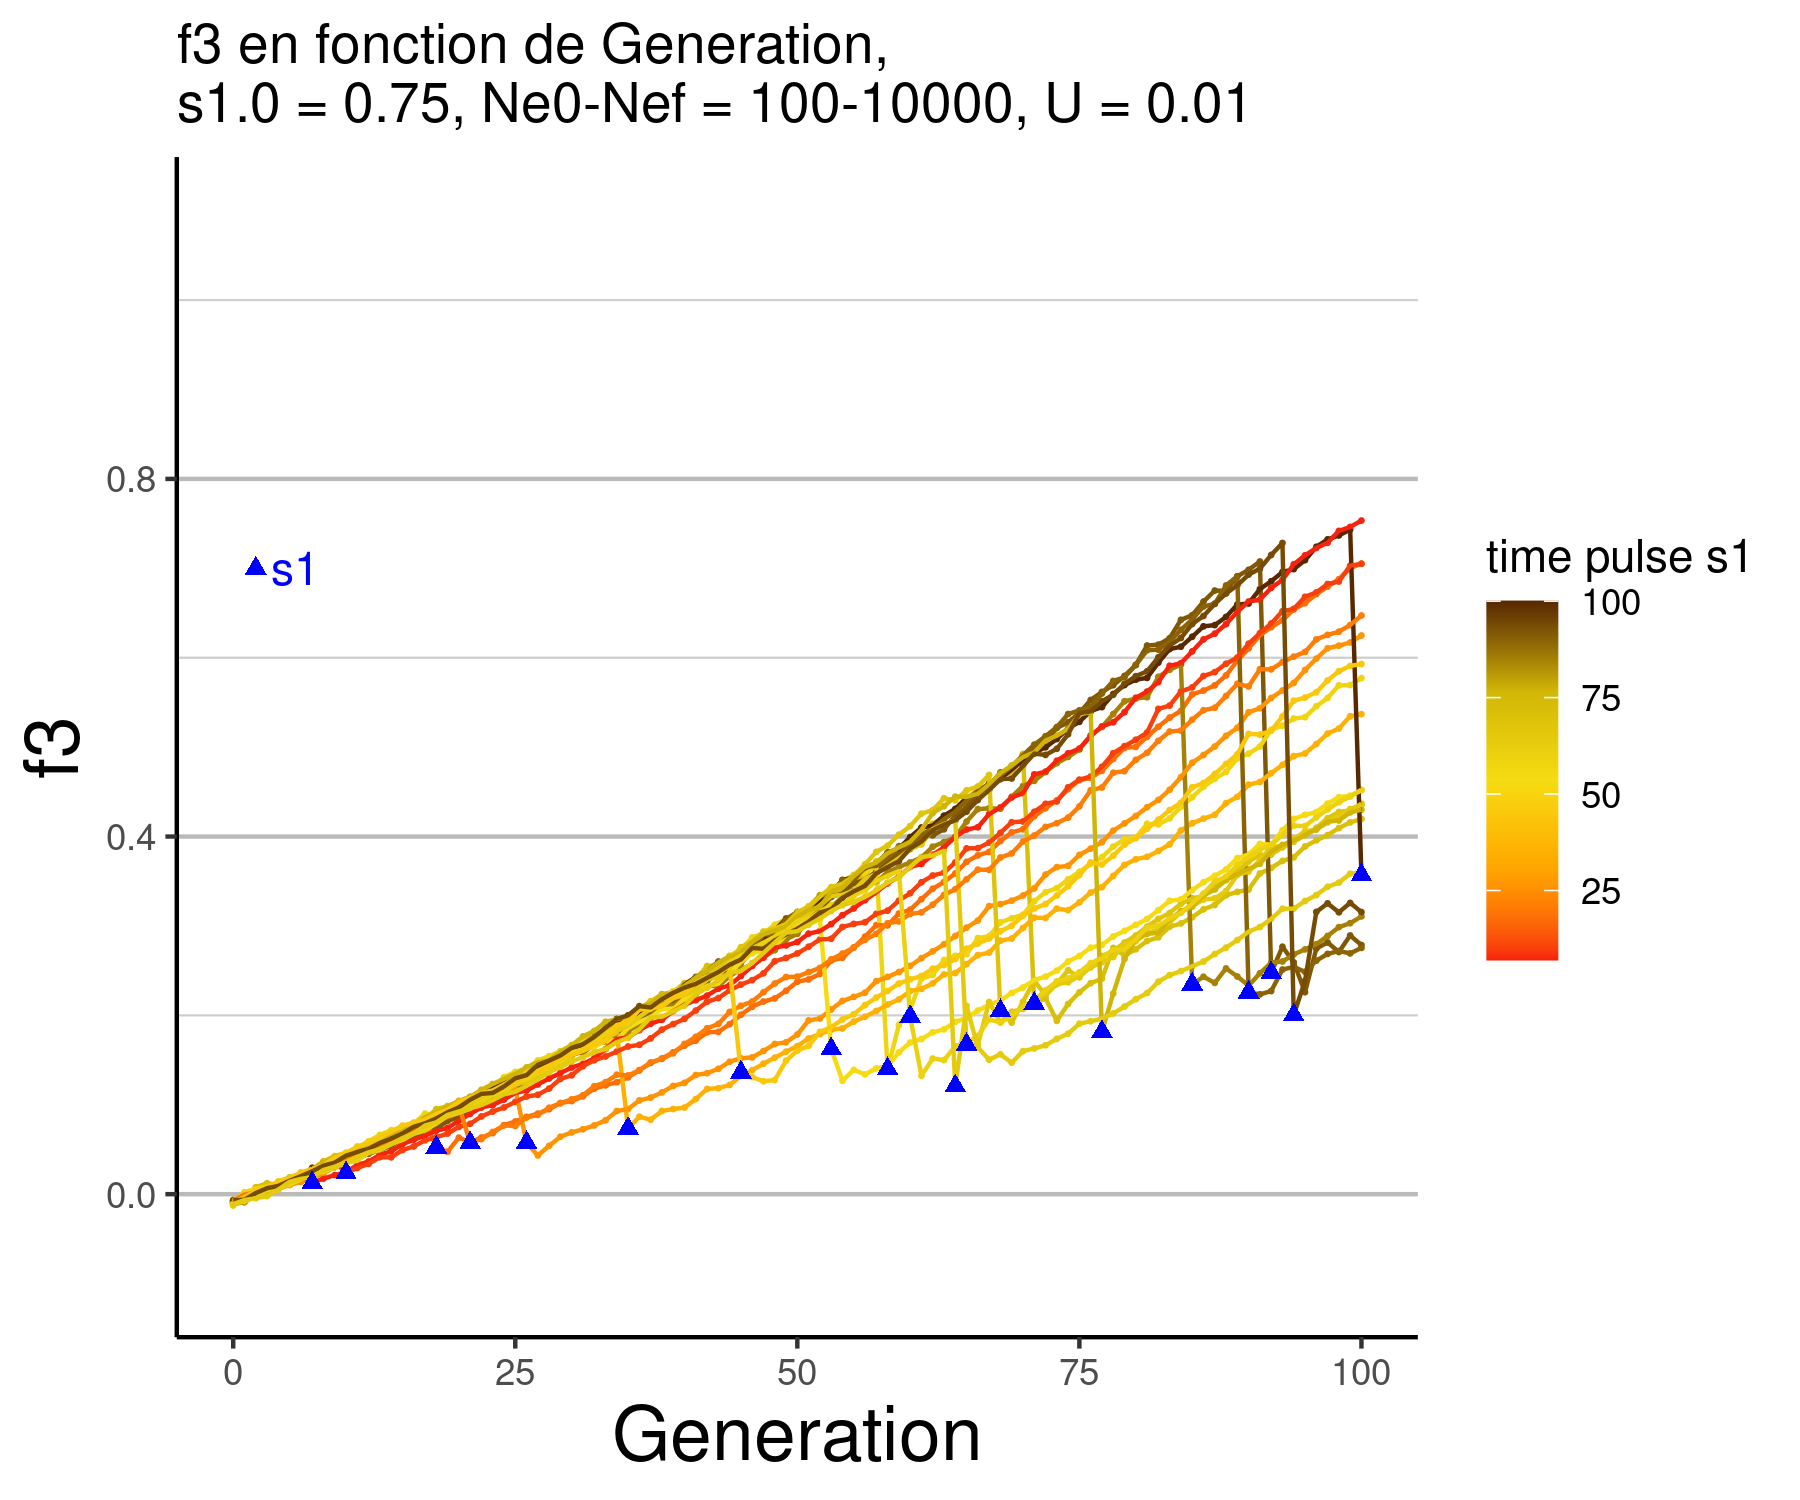 f3 en fonction de Generation,
s1.0 = 0.75, Ne0-Nef = 100-10000, U = 0.01
f3
0.8
0.4
0.0
s1
0
25
50
75
100
Generation
time pulse s1
100
75
50
25